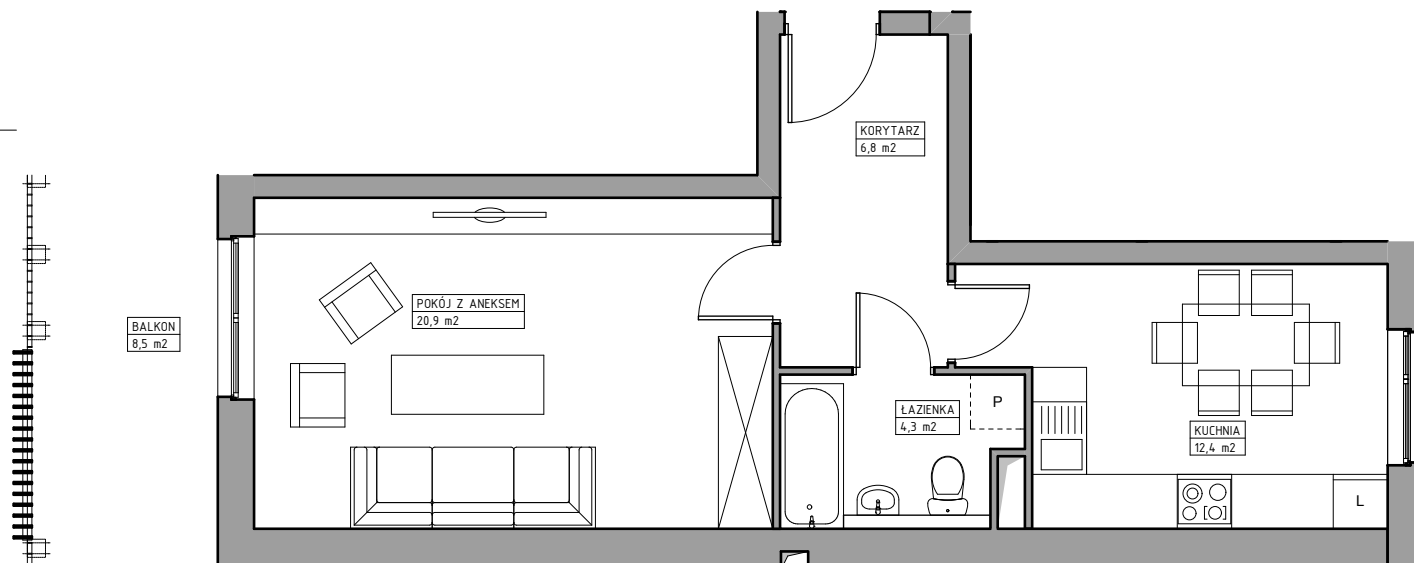 KORYTARZ
6,8 m2
POKÓJ Z ANEKSEM
20,9 m2
BALKON
8,5 m2
P
ŁAZIENKA
4,3 m2
KUCHNIA
12,4 m2
L